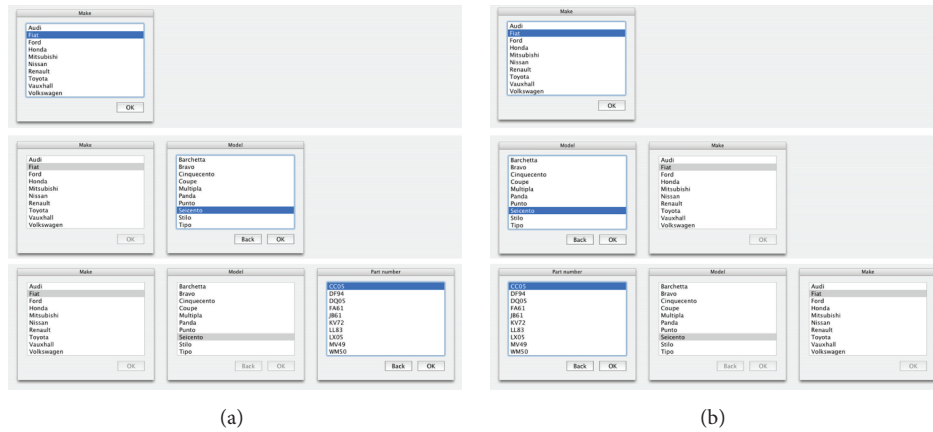 Make
Audi
Fiat
Ford
Honda
Mitsubishi
Nissan
Renault
Toyota
Vauxhall
Volkswagen
OK
Make
Audi
Fiat
Ford
Honda
Mitsubishi
Nissan
Renault
Toyota
Vauxhall
Volkswagen
OK
Model
Barchetta
Bravo
Cinquecento
Coupe
Multipla
Panda
Punto
Seicento
Stilo
Tipo
Back OK
Make
Audi
Fiat
Ford
Honda
Mitsubishi
Nissan
Renault
Toyota
Vauxhall
Volkswagen
OK
Model
Barchetta
Bravo
Cinquecento
Coupe
Multipla
Panda
Punto
Seicento
Stilo
Tipo
Back OK
Part number
CC05
DF94
DQ05
FA61
JB61
KV72
LL83
LX05
MV49
WM50
Back OK
(a)
Make
Audi
Fiat
Ford
Honda
Mitsubishi
Nissan
Renault
Toyota
Vauxhall
Volkswagen
OK
Model
Barchetta
Bravo
Cinquecento
Coupe
Multipla
Panda
Punto
Seicento
Stilo
Tipo
Back OK
Make
Audi
Fiat
Ford
Honda
Mitsubishi
Nissan
Renault
Toyota
Vauxhall
Volkswagen
OK
Part number
CC05
DF94
DQ05
FA61
JB61
KV72
LL83
LX05
MV49
WM50
Back OK
Model
Barchetta
Bravo
Cinquecento
Coupe
Multipla
Panda
Punto
Seicento
Stilo
Tipo
Back OK
Make
Audi
Fiat
Ford
Honda
Mitsubishi
Nissan
Renault
Toyota
Vauxhall
Volkswagen
OK
(b)